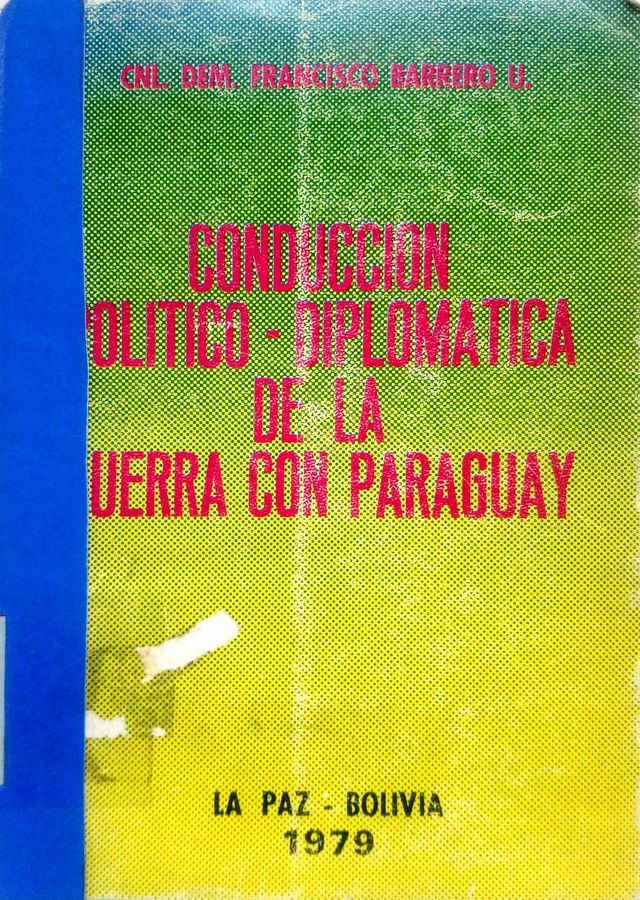 CNL. DEM. FRANCISCO BARRERO U.
CONDUCCION
OLITICO - DIPLOMATICA
DE LA
UERRA CON PARAGUAY
LA PAZ - BOLIVIA
1979